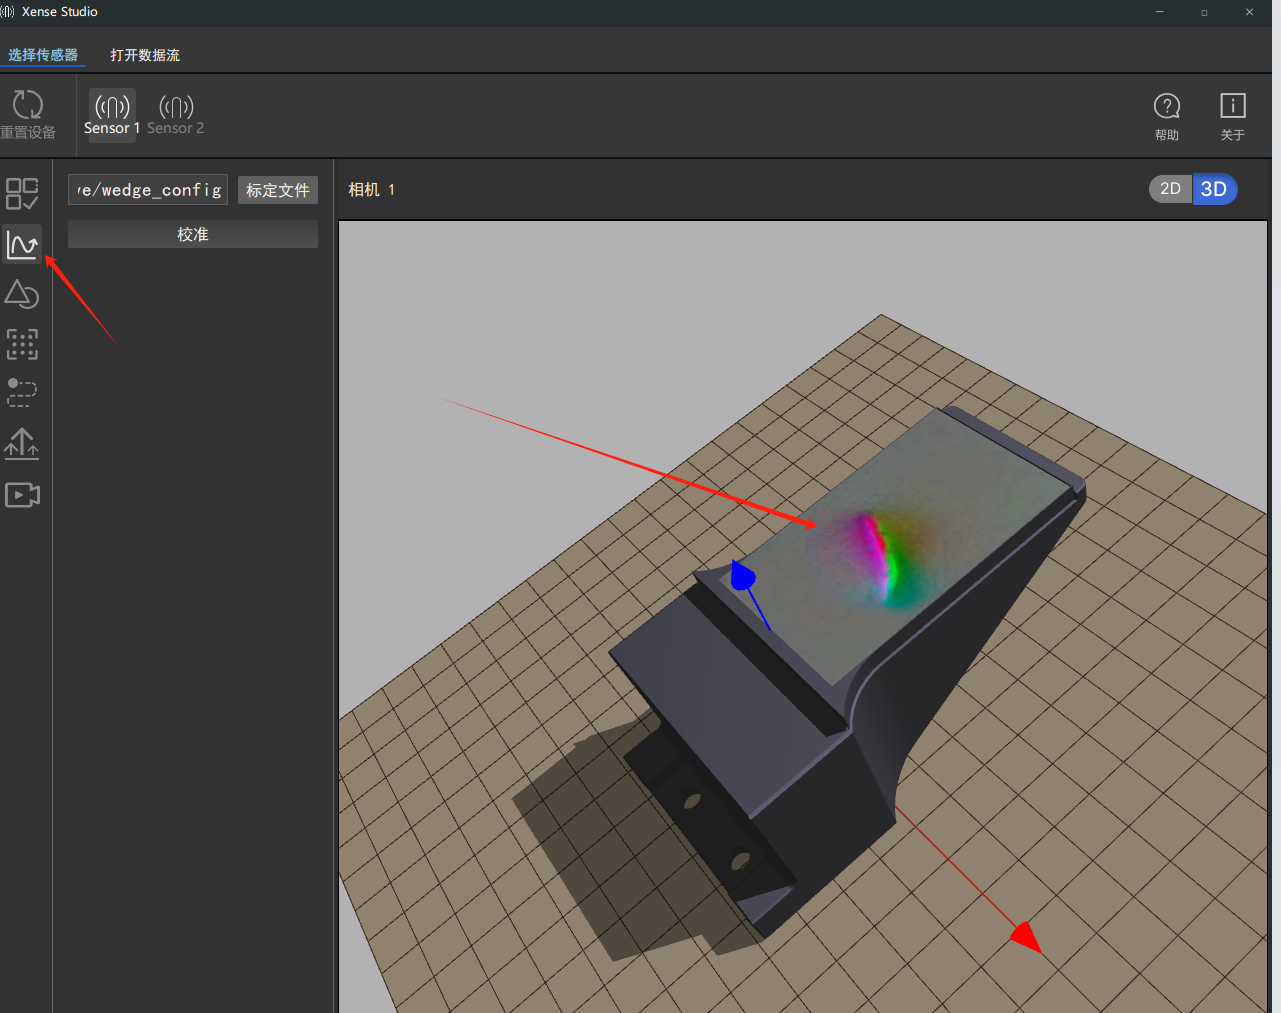 Xense Studio
选择传感器 打开数据流
重置设备 Sensor 1 Sensor 2 帮助 关于
/wedge_config 标定文件 相机 1 2D 3D
校准